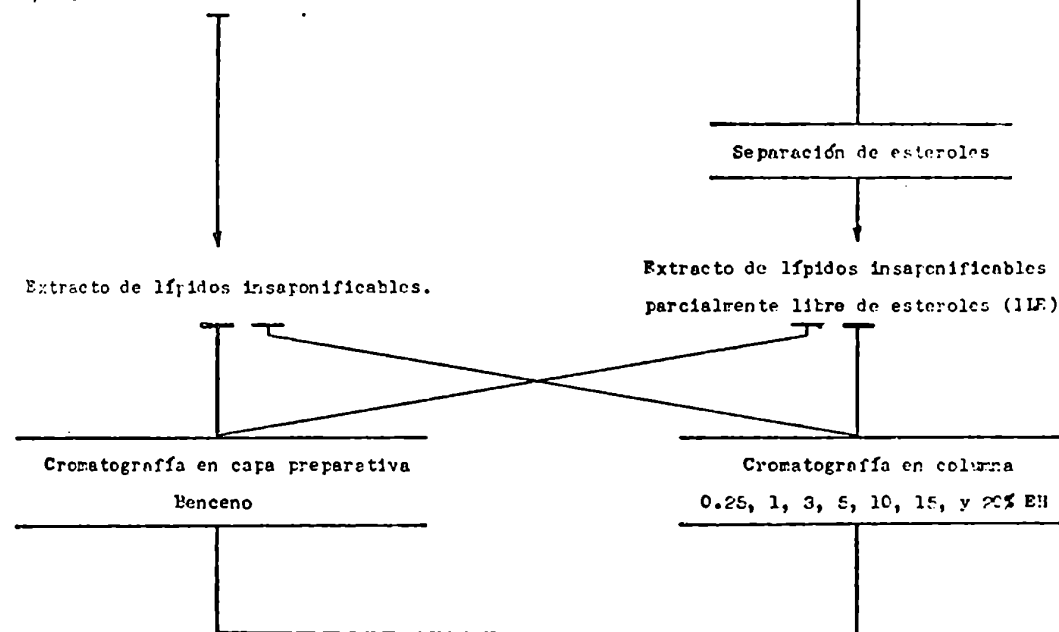 Separación de esteroles
Extracto de lípidos insaponificables.
Extracto de lípidos insaponificables
parcialmente libre de esteroles (ILE)
Cromatografía en capa preparativa
Benceno
Cromatografía en columna
0.25, 1, 3, 5, 10, 15, y 20% EH